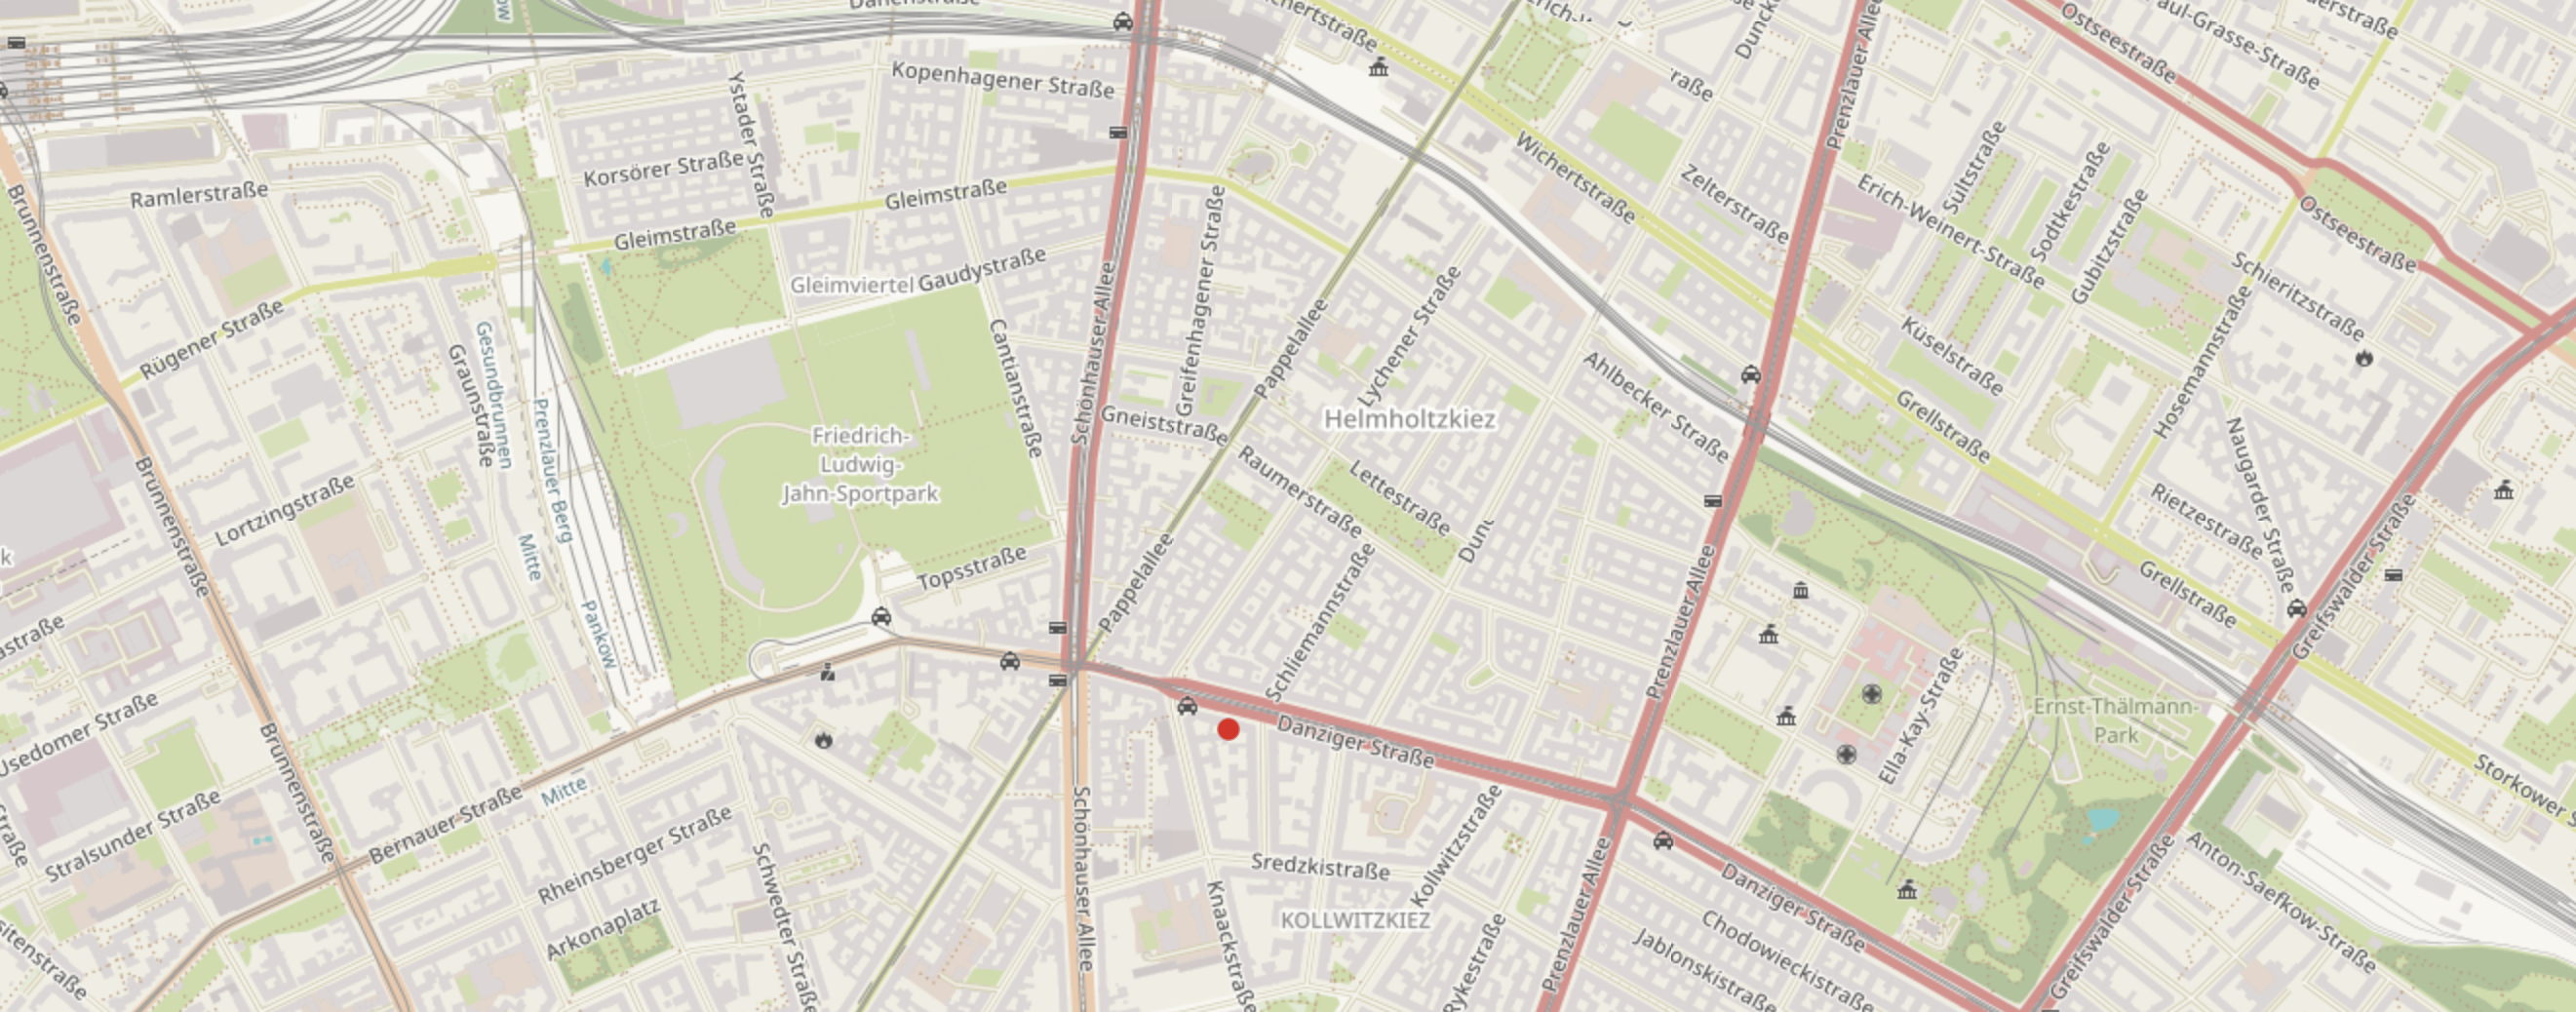 Dänenstraße
Kopenhagener Straße
Ystader Straße
Korsörer Straße
Ramlerstraße
Gleimstraße
Gleimstraße
Brunnenstraße
Gleimviertel
Gaudystraße
Rügener Straße
Graunstraße
Gesundbrunnen
Prenzlauer Berg
Mitte
Pankow
Cantianstraße
Schönhauser Allee
Greifenhagener Straße
Gneiststraße
Pappelallee
Lychener Straße
Helmholtzkiez
Friedrich-
Ludwig-
Jahn-Sportpark
Lortzingstraße
Brunnenstraße
Topsstraße
Pappelallee
Raumerstraße
Lettestraße
Schliemannstraße
Wichertstraße
Zelterstraße
Ahlbecker Straße
Prenzlauer Allee
Ostseestraße
Erich-Weinert-Straße
Sültstraße
Sodtkestraße
Gubitzstraße
Ostseestraße
Schieritzstraße
Küselstraße
Hosemannstraße
Grellstraße
Naugarder Straße
Rietzestraße
Grellstraße
Greifswalder Straße
Prenzlauer Allee
Ella-Kay-Straße
Ernst-Thälmann-
Park
Storkower
Danziger Straße
Usedomer Straße
Stralsunder Straße
Brunnenstraße
Bernauer Straße
Mitte
Rheinsberger Straße
Arkonaplatz
Schwedter Straße
Schönhauser Allee
Knaackstraße
Sredzkistraße
KOLLWITZKIEZ
Kollwitzstraße
Rykestraße
Prenzlauer Allee
Danziger Straße
Chodowieckistraße
Jablonskistraße
Greifswalder Straße
Anton-Saefkow-Straße